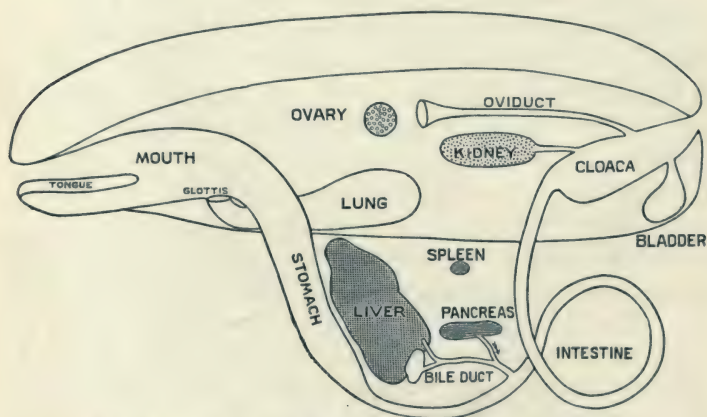 OVARY
OVIDUCT
KIDNEY
MOUTH
CLOACA
TONGUE
GLOTTIS
LUNG
BLADDER
SPLEEN
STOMACH
LIVER
PANCREAS
INTESTINE
BILE DUCT